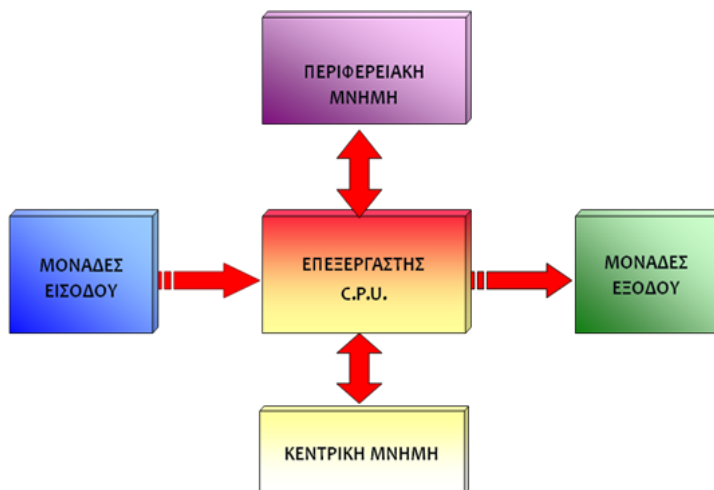 ΠΕΡΙΦΕΡΕΙΑΚΗ
ΜΝΗΜΗ
ΜΟΝΑΔΕΣ
ΕΙΣΟΔΟΥ
ΕΠΕΞΕΡΓΑΣΤΗΣ
C.P.U.
ΜΟΝΑΔΕΣ
ΕΞΟΔΟΥ
ΚΕΝΤΡΙΚΗ ΜΝΗΜΗ